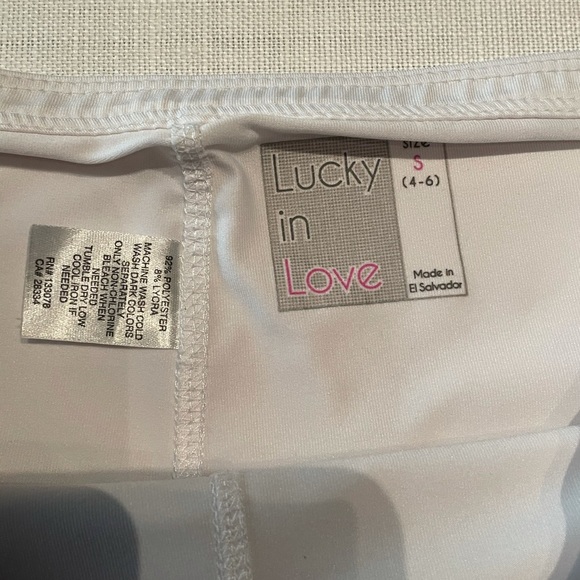 Lucky
in
Love
SIZE
S
(4-6)
Made in
El Salvador
92% POLYESTER
8% LYCRA
MACHINE WASH COLD
WASH DARK COLORS
SEPARATELY
ONLY NON-CHLORINE
BLEACH WHEN
NEEDED
TUMBLE DRY LOW
COOL IRON IF
NEEDED
RN# 133078
CA# 26334